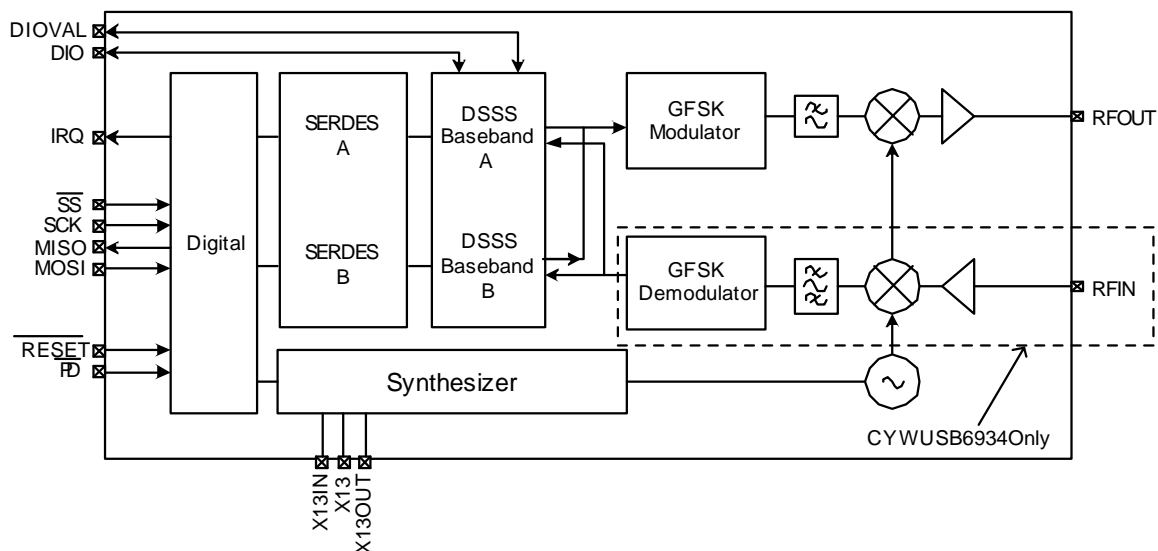 DIOVAL
DIO
IRQ
SS
SCK
MISO
MOSI
RESET
PD
Digital
SERDES
A
SERDES
B
DSSS
Baseband
A
DSSS
Baseband
B
GFSK
Modulator
GFSK
Demodulator
Synthesizer
RFOUT
RFIN
CYWUSB6934Only
X13IN
X13
X13OUT